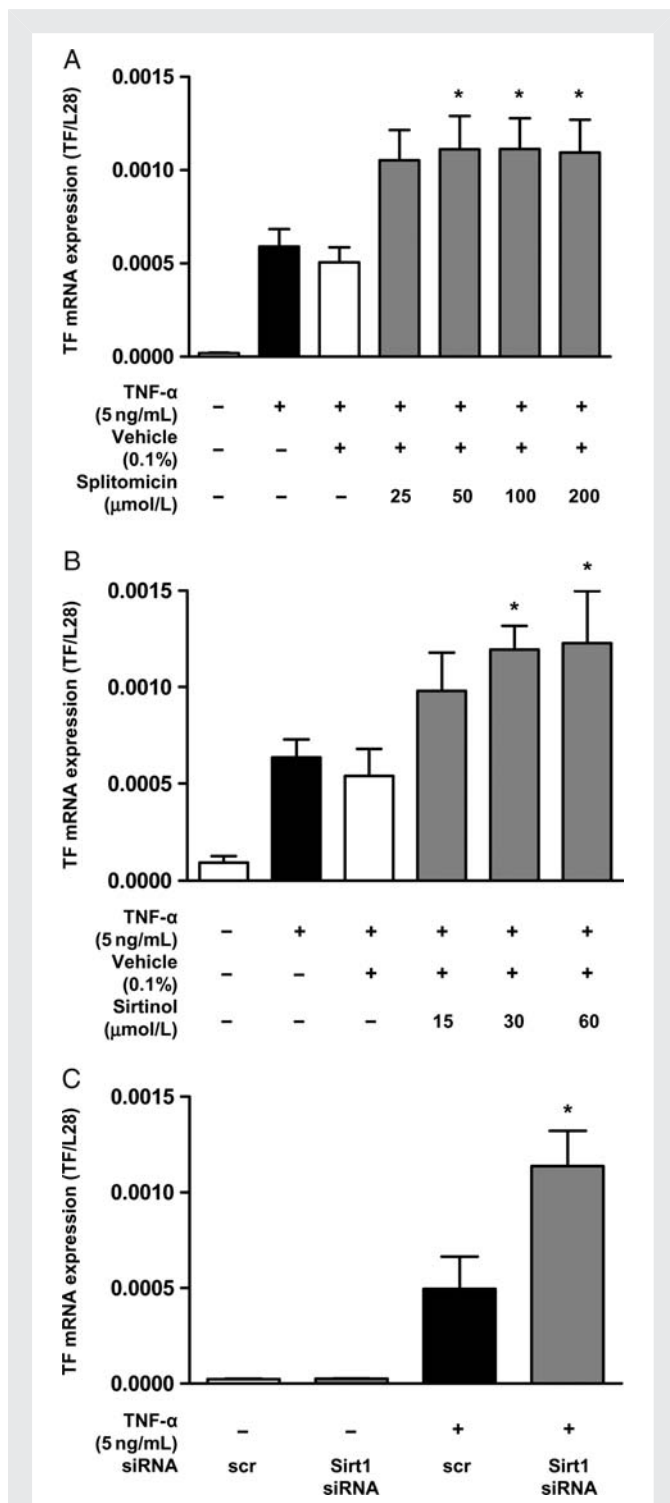 A
TF mRNA expression (TF/L28)
0.0015
* * *
0.0010
0.0005
0.0000
TNF-α
(5 ng/mL) – + + + + + +
Vehicle
(0.1%) – – + + + + +
Splitomicin
(μmol/L) – – – 25 50 100 200
B
TF mRNA expression (TF/L28)
0.0015
* *
0.0010
0.0005
0.0000
TNF-α
(5 ng/mL) – + + + + +
Vehicle
(0.1%) – – + + + +
Sirtinol
(μmol/L) – – – 15 30 60
C
TF mRNA expression (TF/L28)
0.0015
*
0.0010
0.0005
0.0000
TNF-α
(5 ng/mL) – – + +
siRNA scr Sirt1 scr Sirt1
siRNA siRNA